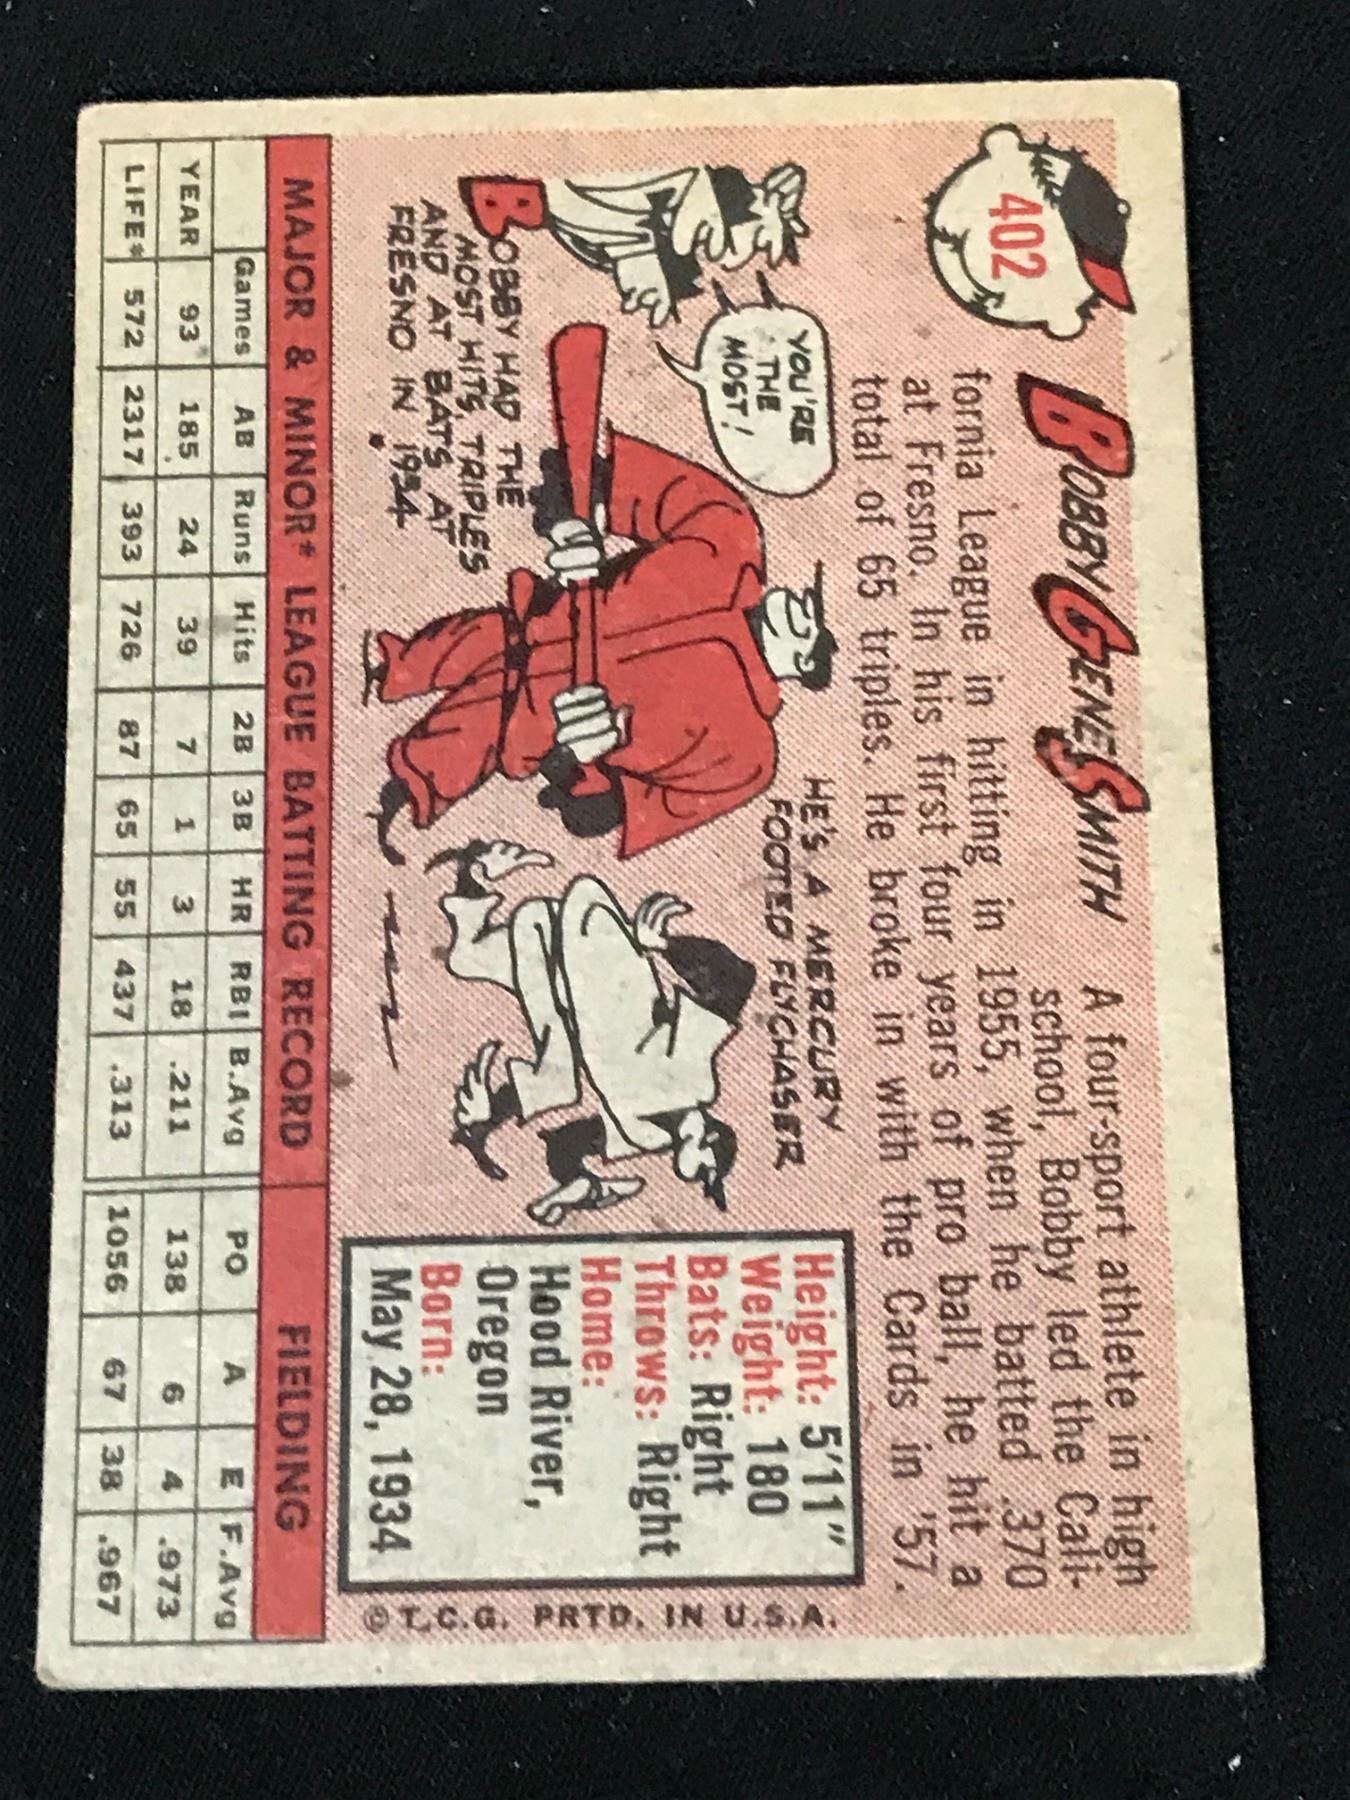 402
BOBBY GENE SMITH
A four-sport athlete in high
school, Bobby led the Cali-
fornia League in hitting in 1955, when he batted .370
at Fresno. In his first four years of pro ball, he hit a
total of 65 triples. He broke in with the Cards in '57.
YOU'RE
THE
MOST!
BOBBY HAD THE
MOST HITS, TRIPLES
AND AT BATS AT
FRESNO IN 1954
HE'S A MERCURY
FOOTED FLYCHASER
Height: 5'11"
Weight: 180
Bats: Right
Throws: Right
Home:
Hood River,
Oregon
Born:
May 28, 1934
© T.C.G. PRTD. IN U.S.A.
MAJOR & MINOR* LEAGUE BATTING RECORD FIELDING
Games AB Runs Hits 2B 3B HR RBI B.Avg PO A E F.Avg
YEAR 93 185 24 39 7 1 3 18 .211 138 6 4 .973
LIFE* 572 2317 393 726 87 65 55 437 .313 1056 67 38 .967